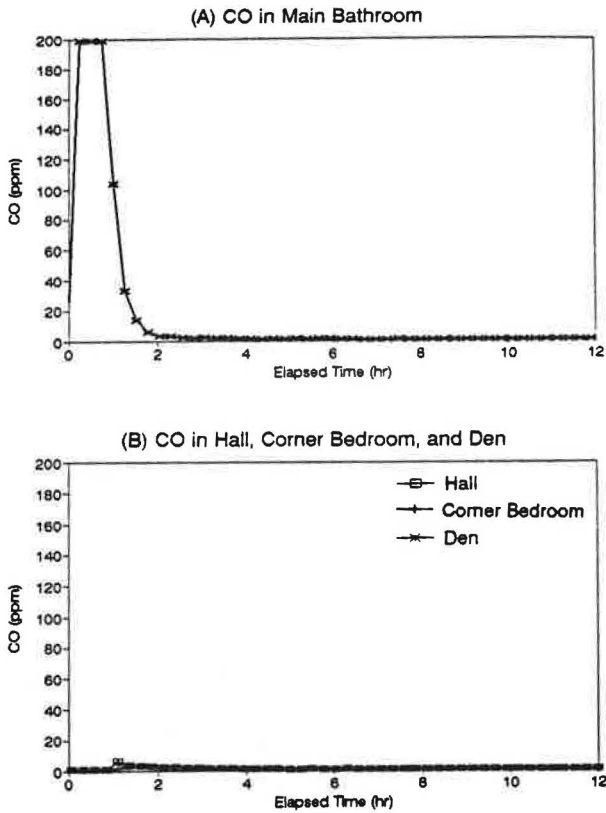 (A) CO in Main Bathroom
200
180
160
140
120
100
80
60
40
20
0
CO (ppm)
0 2 4 6 8 10 12
Elapsed Time (hr)
(B) CO in Hall, Corner Bedroom, and Den
200
180
160
140
120
100
80
60
40
20
0
CO (ppm)
Hall
Corner Bedroom
Den
0 2 4 6 8 10 12
Elapsed Time (hr)